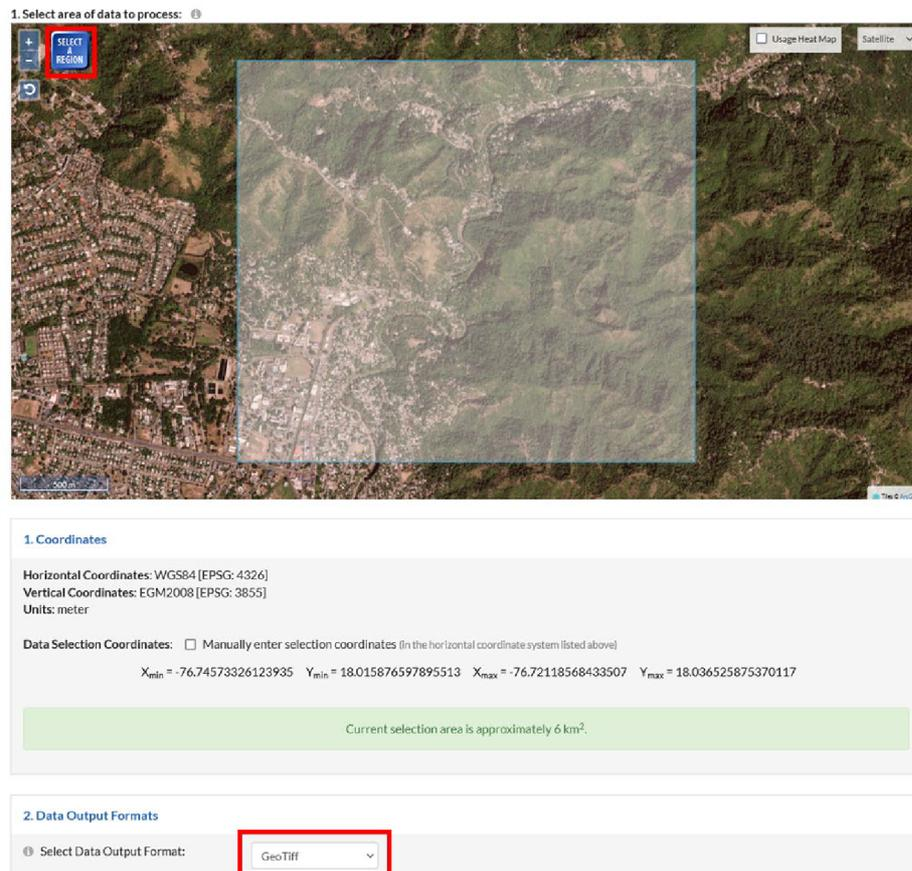 1. Select area of data to process:
+
SELECT
A
REGION
-
Usage Heat Map
Satellite
500 m
Tiles © ArcG
1. Coordinates
Horizontal Coordinates: WGS84 [EPSG: 4326]
Vertical Coordinates: EGM2008 [EPSG: 3855]
Units: meter
Data Selection Coordinates: Manually enter selection coordinates (in the horizontal coordinate system listed above)
Xmin = -76.74573326123935 Ymin = 18.015876597895513 Xmax = -76.72118568433507 Ymax = 18.036525875370117
Current selection area is approximately 6 km².
2. Data Output Formats
Select Data Output Format: GeoTiff